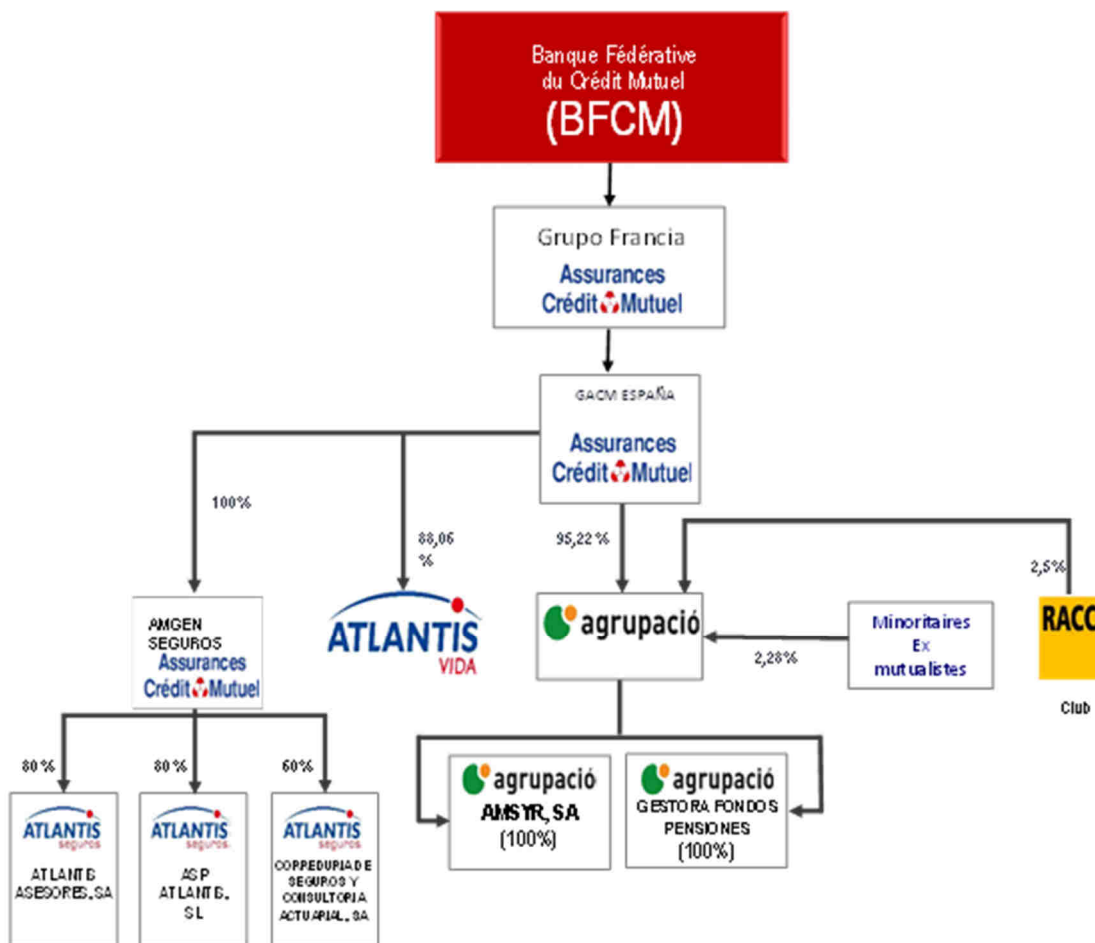 Banque Fédérative
du Crédit Mutuel
(BFCM)
Grupo Francia
Assurances
Crédit Mutuel
GACM ESPAÑA
Assurances
Crédit Mutuel
100%
88,06
%
95,22 %
2,5%
AMGEN
SEGUROS
Assurances
Crédit Mutuel
ATLANTIS
VIDA
agrupació
2,28%
Minoritaires
Ex
mutualistes
RACC
Club
80 %
80 %
60%
ATLANTIS
seguros
ATLANTIS
ASESORES, SA
ATLANTIS
seguros
ASP
ATLANTIS,
SL
ATLANTIS
seguros
CORREDURIA DE
SEGUROS Y
CONSULTORIA
ACTUARIAL, SA
agrupació
AMSYR, SA
(100%)
agrupació
GESTORA FONDOS
PENSIONES
(100%)